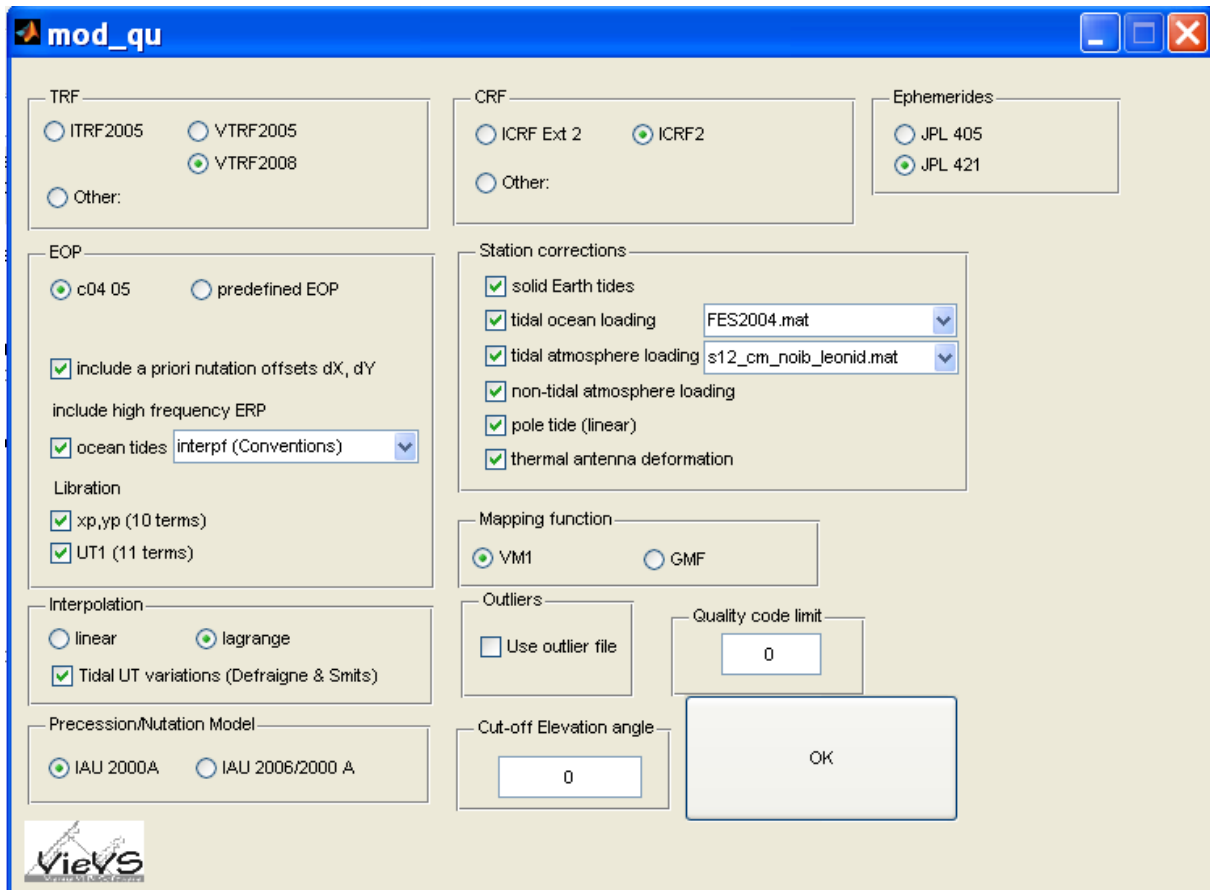 mod_qu
TRF
ITRF2005
VTRF2005
VTRF2008
Other:
CRF
ICRF Ext 2
ICRF2
Other:
Ephemerides
JPL 405
JPL 421
EOP
c04 05
predefined EOP
include a priori nutation offsets dX, dY
include high frequency ERP
ocean tides
interpf (Conventions)
Libration
xp,yp (10 terms)
UT1 (11 terms)
Station corrections
solid Earth tides
tidal ocean loading
FES2004.mat
tidal atmosphere loading
s12_cm_noib_leonid.mat
non-tidal atmosphere loading
pole tide (linear)
thermal antenna deformation
Mapping function
VM1
GMF
Interpolation
linear
lagrange
Tidal UT variations (Defraigne & Smits)
Outliers
Use outlier file
Quality code limit
0
Precession/Nutation Model
IAU 2000A
IAU 2006/2000 A
Cut-off Elevation angle
0
OK
VieVS